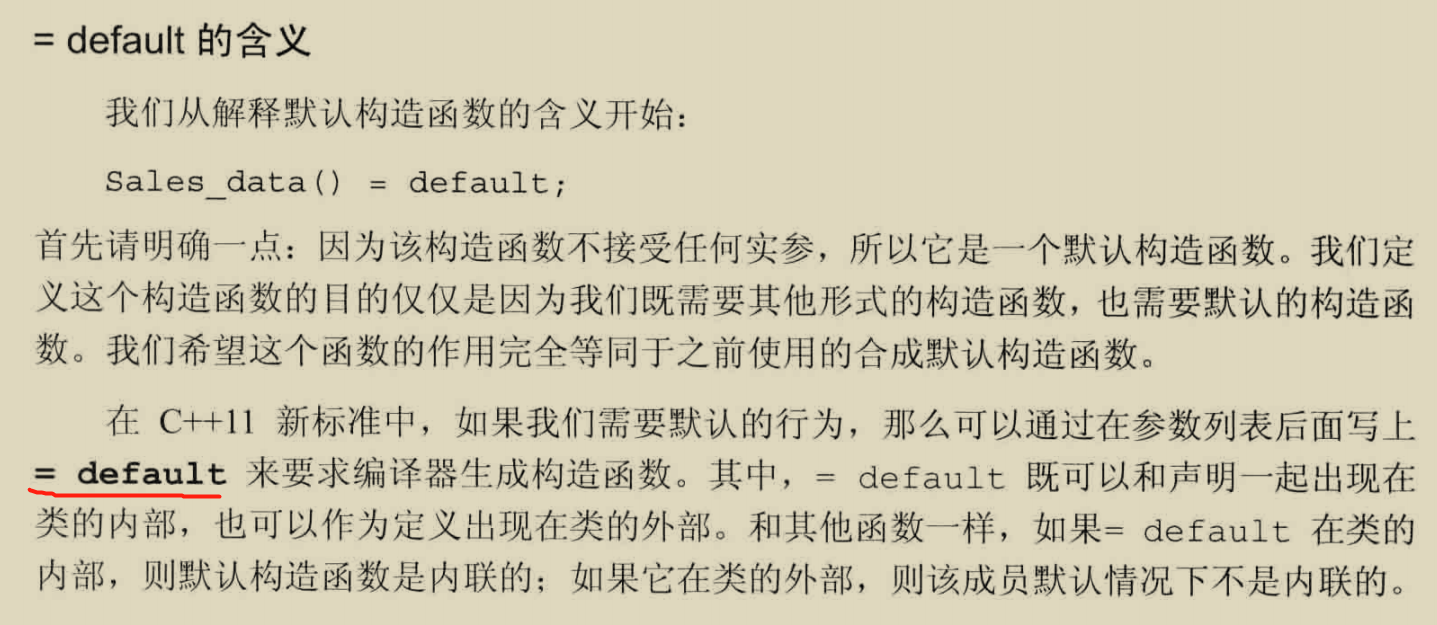 = default 的含义
我们从解释默认构造函数的含义开始：
Sales_data() = default;
首先请明确一点：因为该构造函数不接受任何实参，所以它是一个默认构造函数。我们定
义这个构造函数的目的仅仅是因为我们既需要其他形式的构造函数，也需要默认的构造函
数。我们希望这个函数的作用完全等同于之前使用的合成默认构造函数。
在 C++11 新标准中，如果我们需要默认的行为，那么可以通过在参数列表后面写上
= default 来要求编译器生成构造函数。其中，= default 既可以和声明一起出现在
类的内部，也可以作为定义出现在类的外部。和其他函数一样，如果= default 在类的
内部，则默认构造函数是内联的；如果它在类的外部，则该成员默认情况下不是内联的。